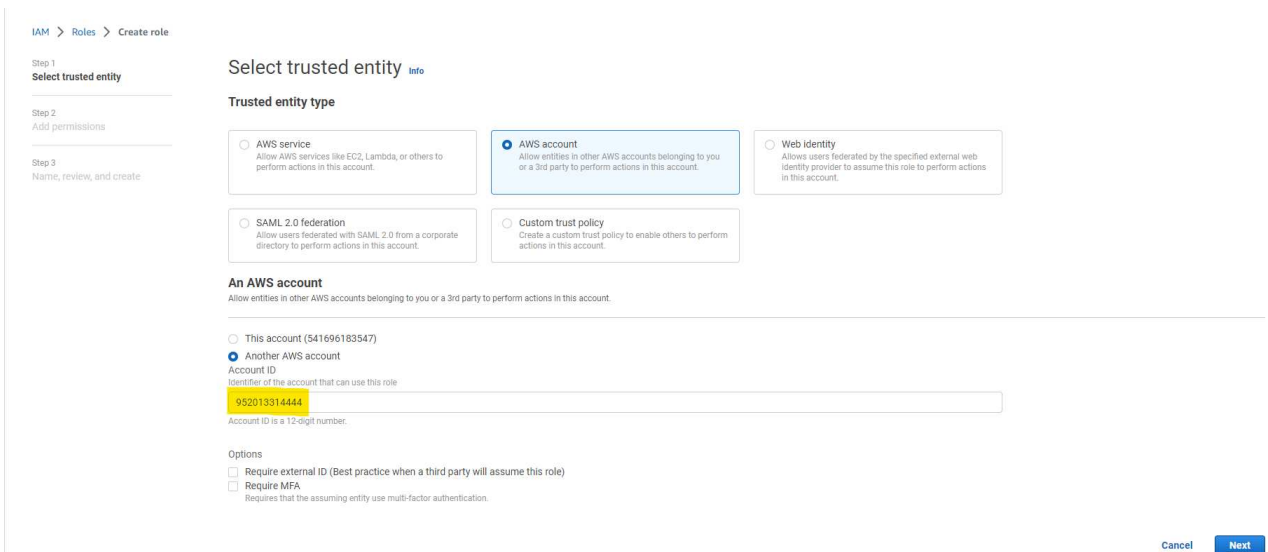 IAM > Roles > Create role
Step 1
Select trusted entity
Step 2
Add permissions
Step 3
Name, review, and create
Select trusted entity Info
Trusted entity type
AWS service
Allow AWS services like EC2, Lambda, or others to
perform actions in this account.
AWS account
Allow entities in other AWS accounts belonging to you
or a 3rd party to perform actions in this account.
Web identity
Allows users federated by the specified external web
identity provider to assume this role to perform actions
in this account.
SAML 2.0 federation
Allow users federated with SAML 2.0 from a corporate
directory to perform actions in this account.
Custom trust policy
Create a custom trust policy to enable others to perform
actions in this account.
An AWS account
Allow entities in other AWS accounts belonging to you or a 3rd party to perform actions in this account.
This account (541696183547)
Another AWS account
Account ID
Identifier of the account that can use this role
952013314444
Account ID is a 12-digit number.
Options
Require external ID (Best practice when a third party will assume this role)
Require MFA
Requires that the assuming entity use multi-factor authentication.
Cancel Next